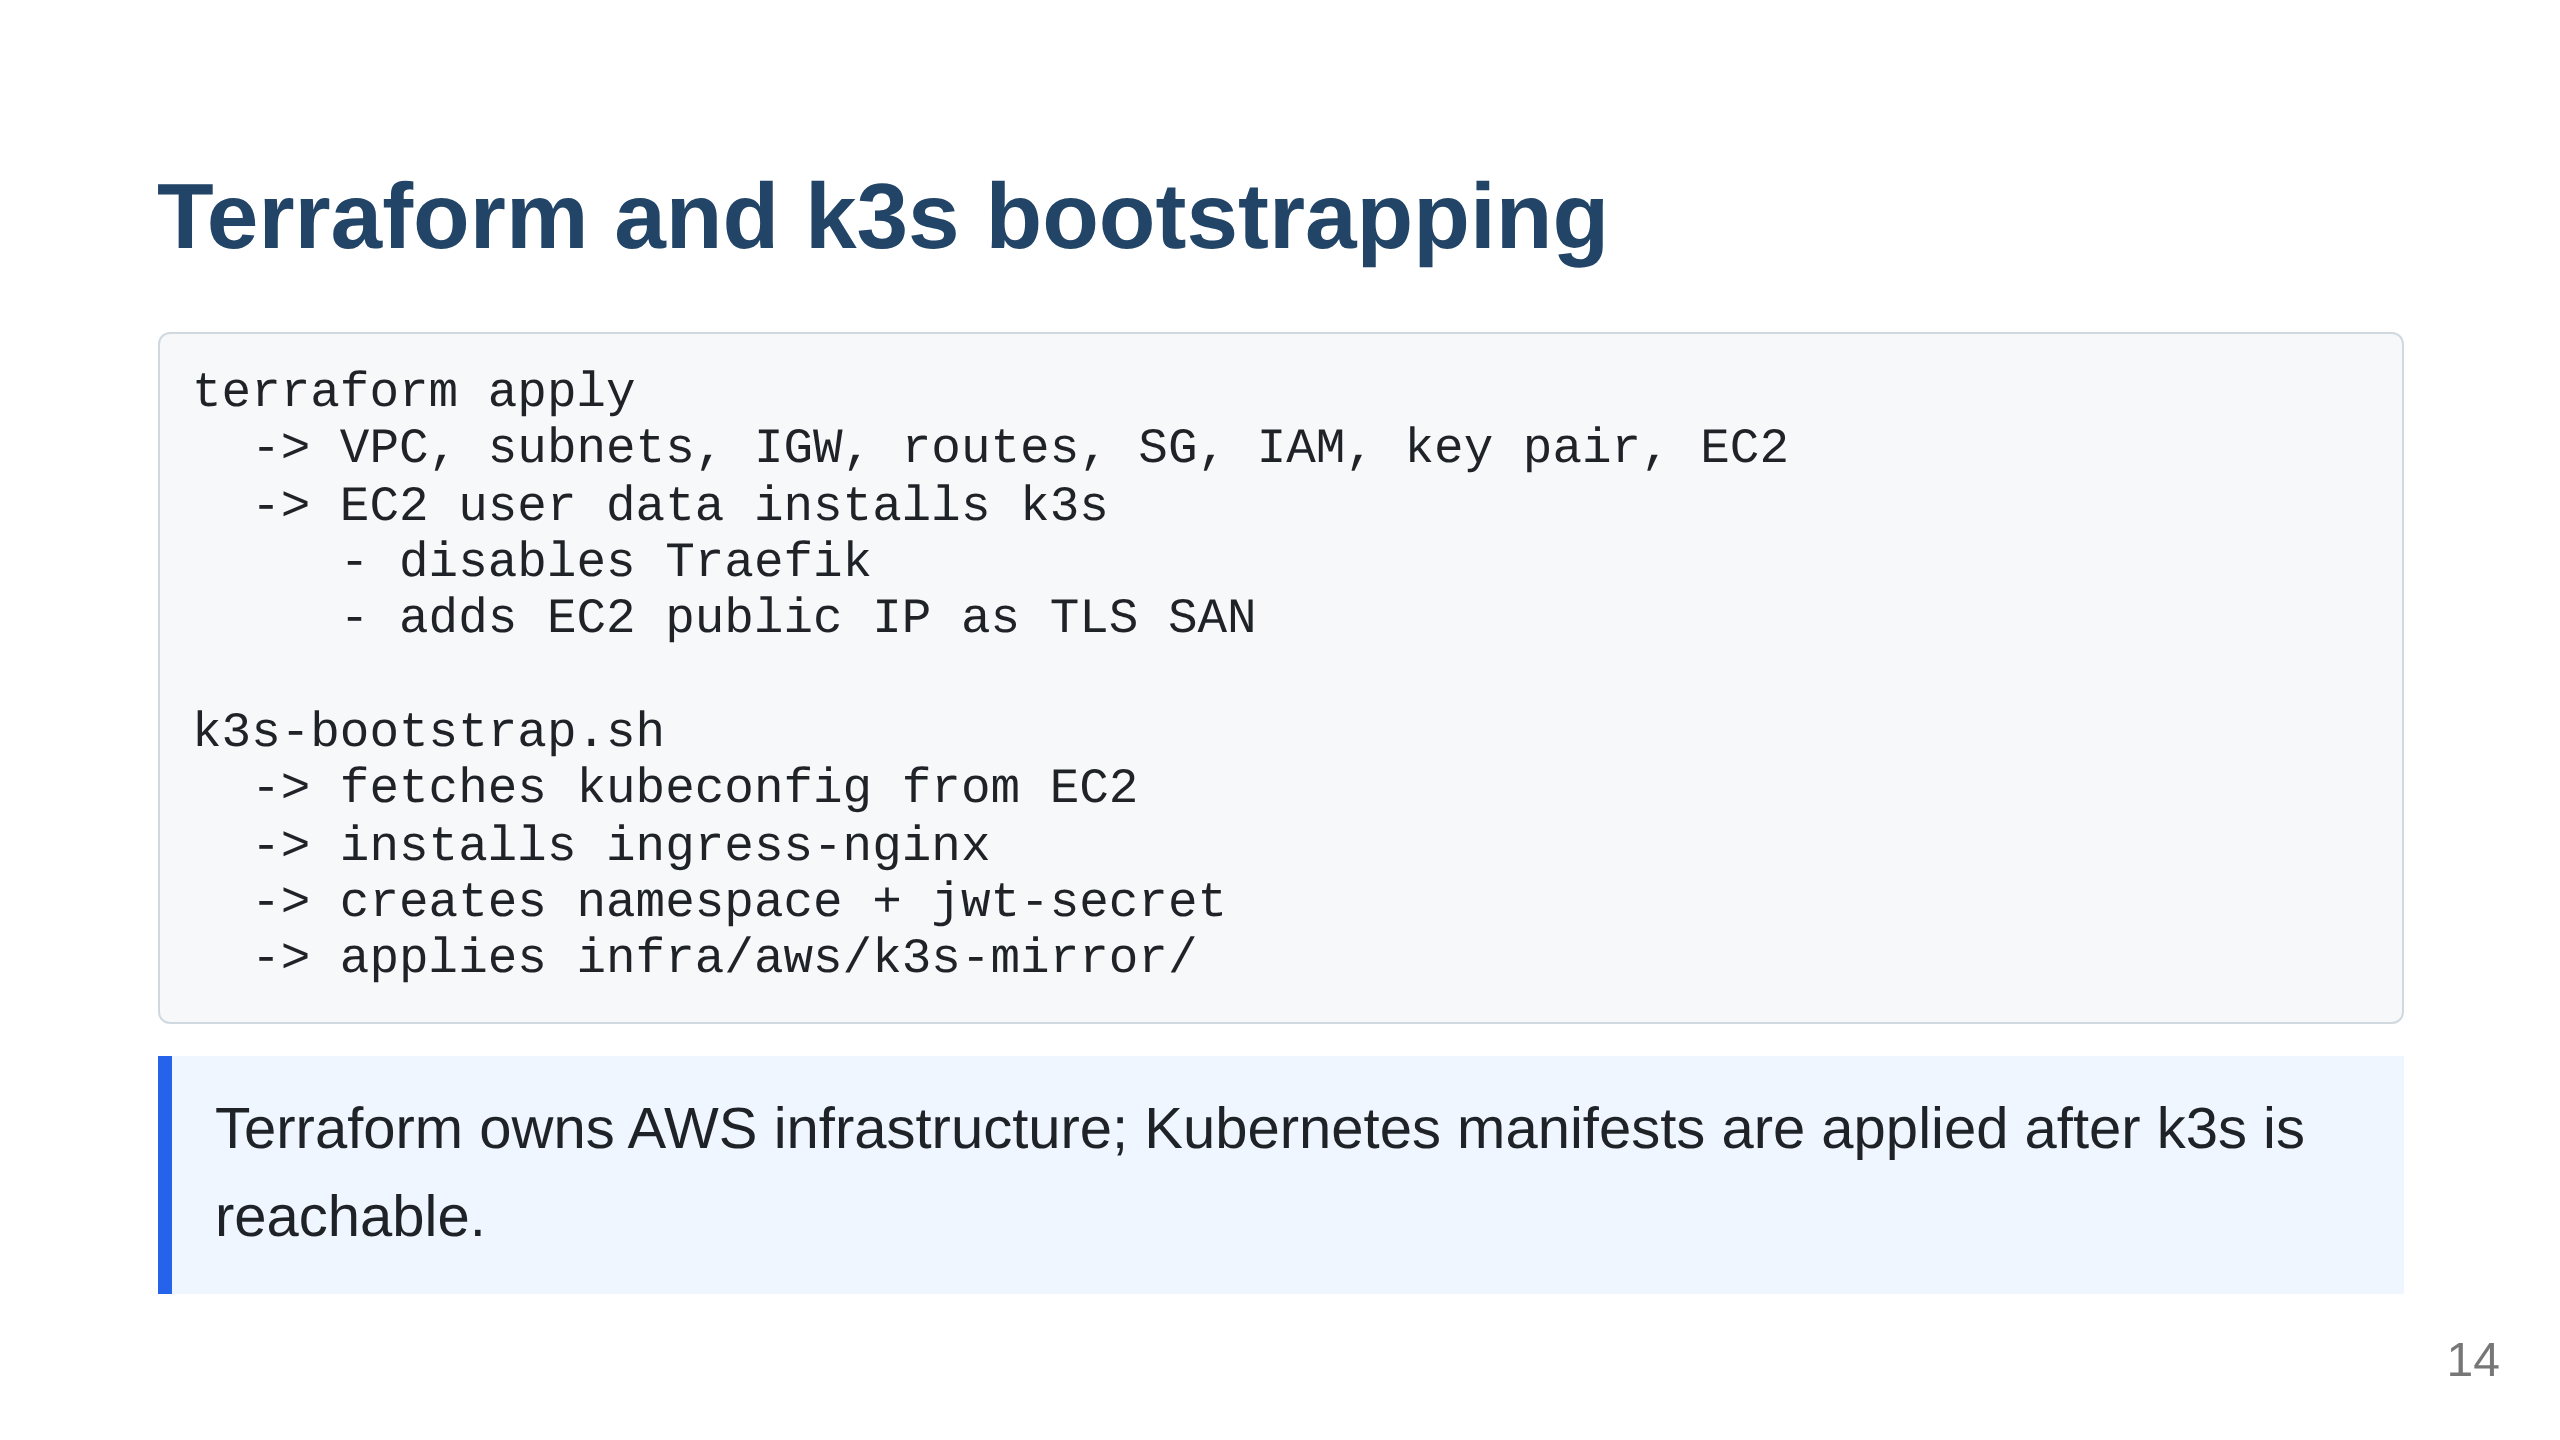 Terraform and k3s bootstrapping
terraform apply
  -> VPC, subnets, IGW, routes, SG, IAM, key pair, EC2
  -> EC2 user data installs k3s
     - disables Traefik
     - adds EC2 public IP as TLS SAN

k3s-bootstrap.sh
  -> fetches kubeconfig from EC2
  -> installs ingress-nginx
  -> creates namespace + jwt-secret
  -> applies infra/aws/k3s-mirror/
Terraform owns AWS infrastructure; Kubernetes manifests are applied after k3s is
reachable.
14